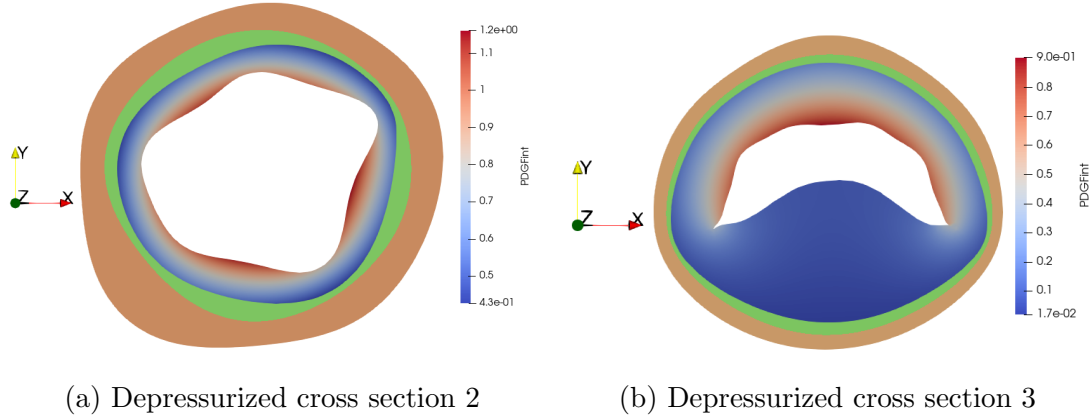 1.2e+00
1.1
1
0.9
0.8
0.7
0.6
0.5
4.3e-01
PDGFint
Y
Z
X
9.0e-01
0.8
0.7
0.6
0.5
0.4
0.3
0.2
0.1
1.7e-02
PDGFint
Y
Z
X
(a) Depressurized cross section 2
(b) Depressurized cross section 3